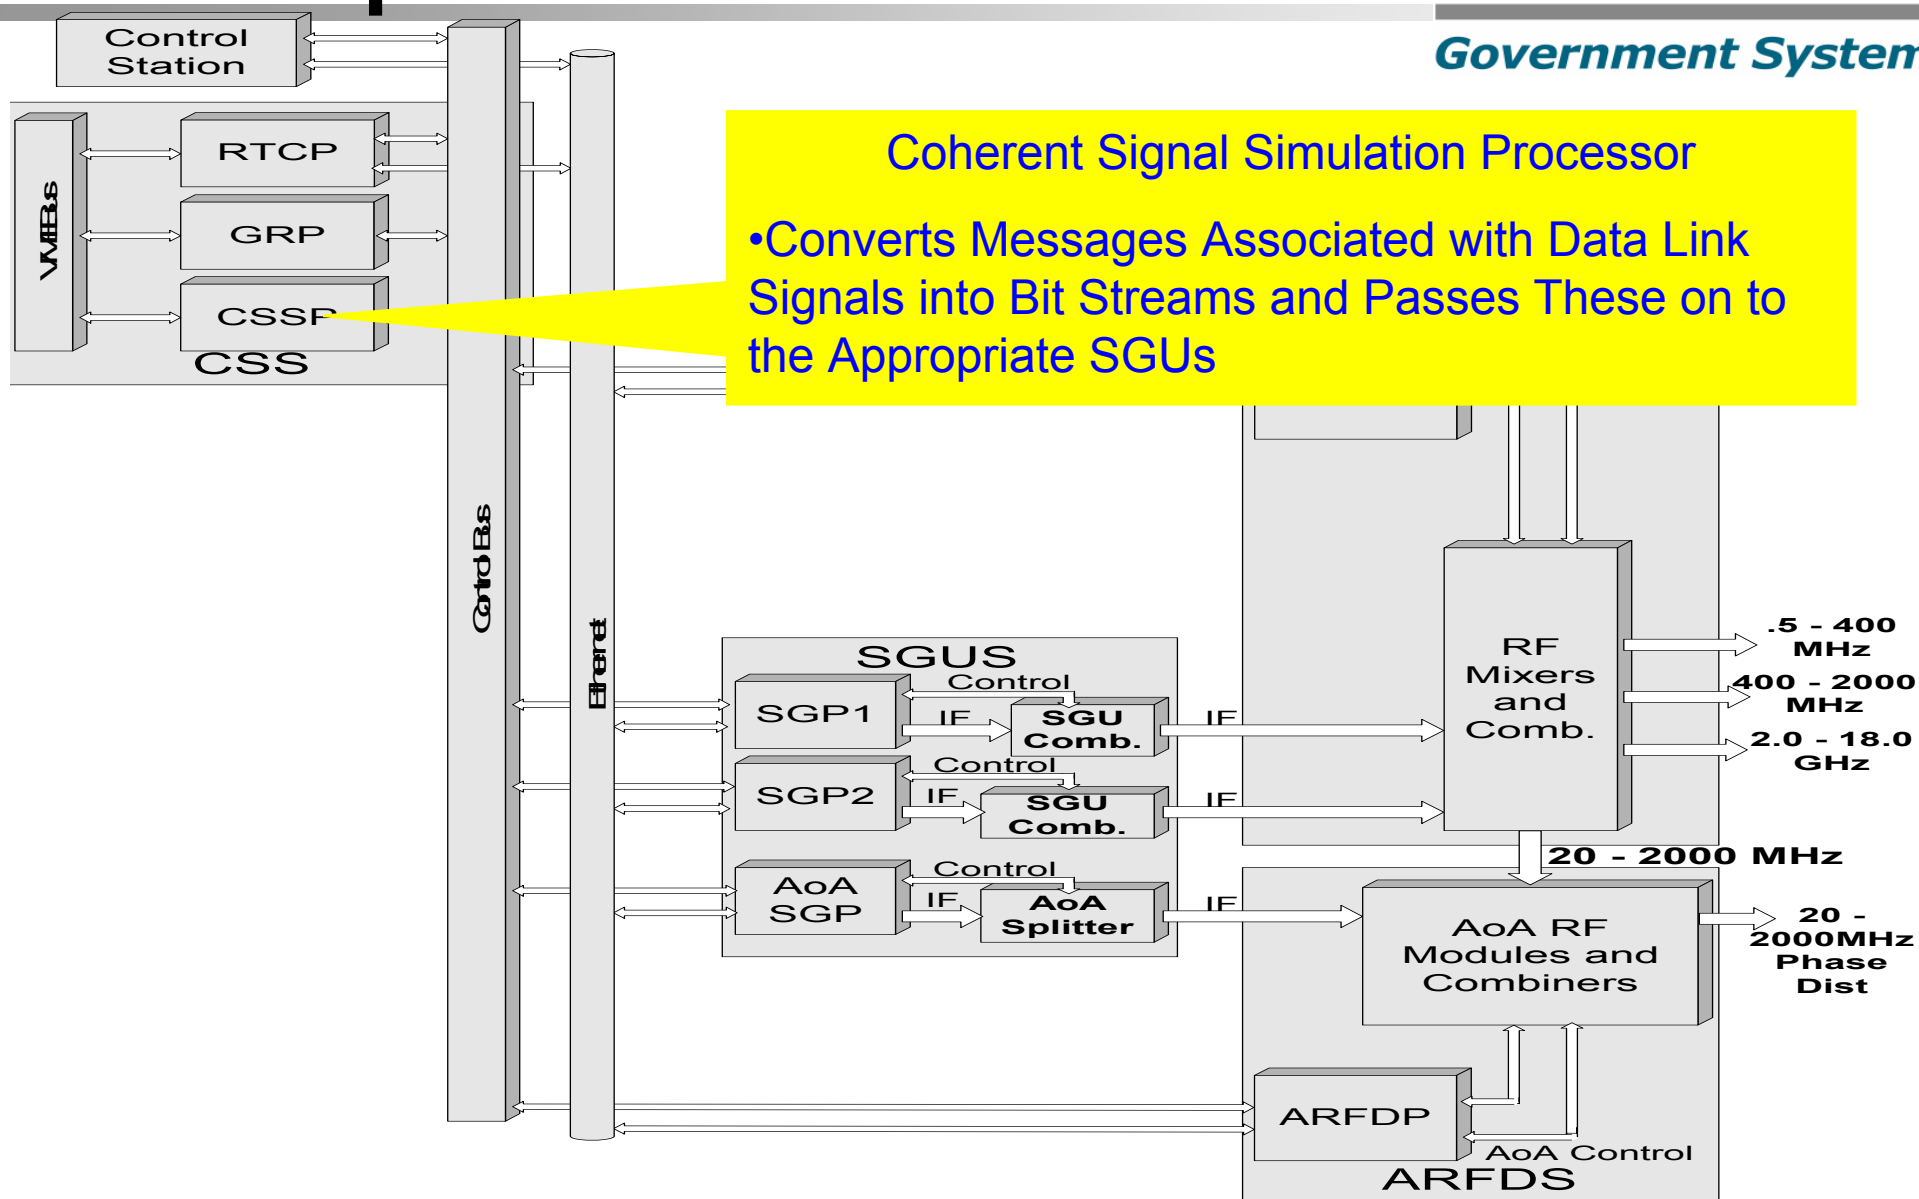 Government System
Control
Station
RTCP
GRP
CSSP
CSS
Coherent Signal Simulation Processor
•Converts Messages Associated with Data Link
Signals into Bit Streams and Passes These on to
the Appropriate SGUs
Control Bus
Ethernet
SGUS
Control
SGP1
IF
SGU
Comb.
IF
Control
SGP2
IF
SGU
Comb.
IF
Control
AoA
SGP
IF
AoA
Splitter
IF
RF
Mixers
and
Comb.
.5 - 400
MHz
400 - 2000
MHz
2.0 - 18.0
GHz
20 - 2000 MHz
AoA RF
Modules and
Combiners
20 -
2000MHz
Phase
Dist
ARFDP
AoA Control
ARFDS